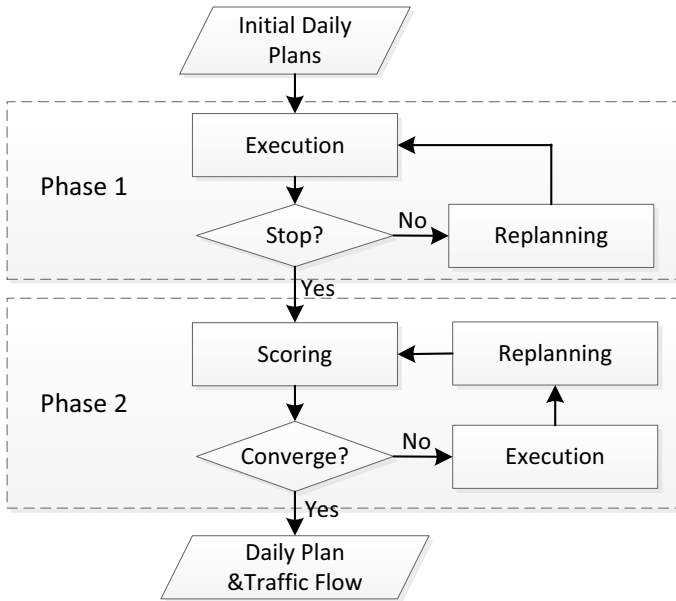 Initial Daily
Plans
Phase 1
Execution
Stop?
No
Replanning
Yes
Phase 2
Scoring
Replanning
Converge?
No
Execution
Yes
Daily Plan
&Traffic Flow